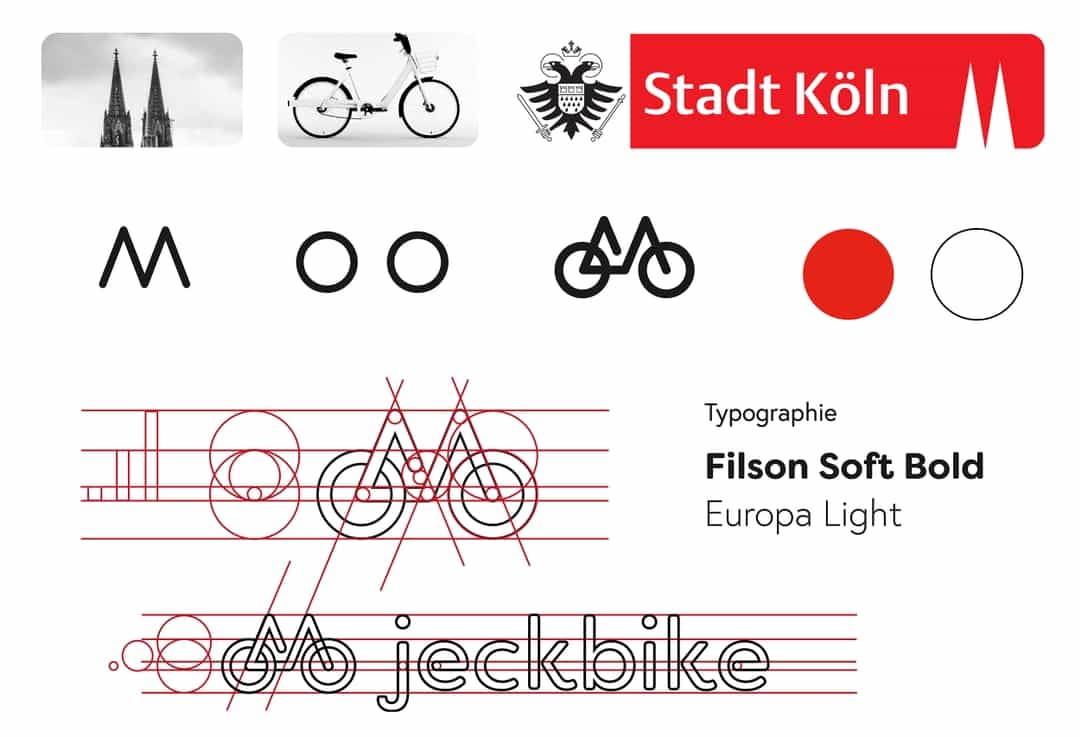 Stadt Köln
Typographie
Filson Soft Bold
Europa Light
jeckbike